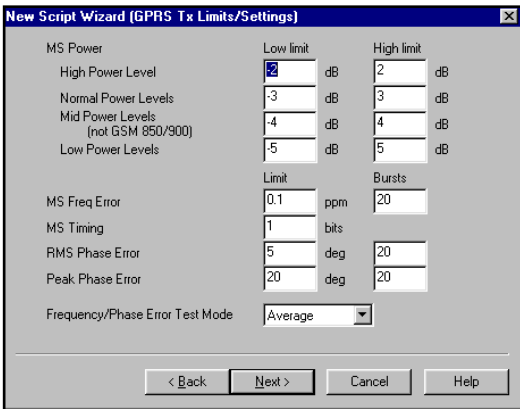 New Script Wizard (GPRS Tx Limits/Settings)
MS Power Low limit High limit
High Power Level -2 dB 2 dB
Normal Power Levels -3 dB 3 dB
Mid Power Levels
(not GSM 850/900) -4 dB 4 dB
Low Power Levels -5 dB 5 dB
Limit Bursts
MS Freq Error 0.1 ppm 20
MS Timing 1 bits
RMS Phase Error 5 deg 20
Peak Phase Error 20 deg 20
Frequency/Phase Error Test Mode Average
< Back Next > Cancel Help